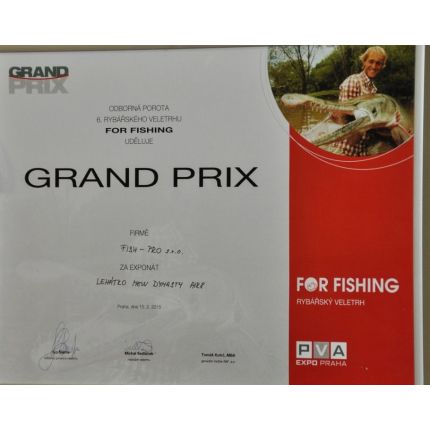 GRAND
PRIX
ODBORNÁ POROTA
6. RYBÁŘSKÉHO VELETRHU
FOR FISHING
UDĚLUJE
GRAND PRIX
FIRMĚ
FISH-PRO s.r.o.
ZA EXPONÁT
LEHÁTKO NEW DYNASTY
FOR FISHING
RYBÁŘSKÝ VELETRH
PVA
EXPO PRAHA